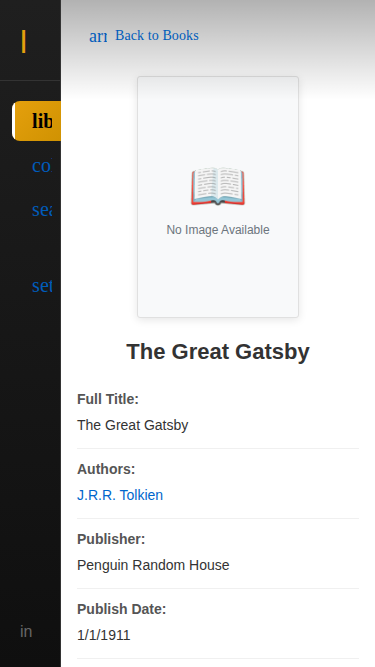 arr Back to Books
lib
co
sea
set
in
No Image Available
The Great Gatsby
Full Title:
The Great Gatsby
Authors:
J.R.R. Tolkien
Publisher:
Penguin Random House
Publish Date:
1/1/1911